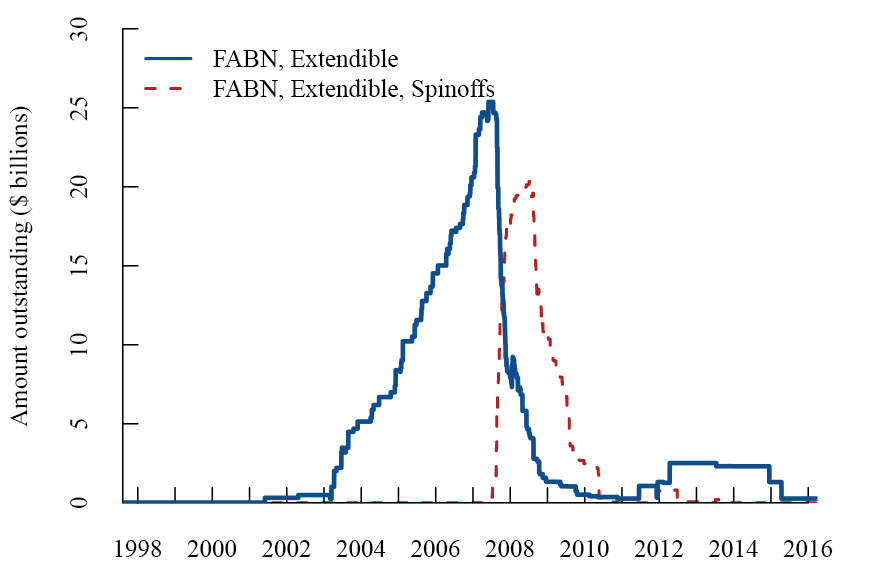 30
25
20
15
10
5
0
Amount outstanding ($ billions)
FABN, Extendible
FABN, Extendible, Spinoffs
1998 2000 2002 2004 2006 2008 2010 2012 2014 2016